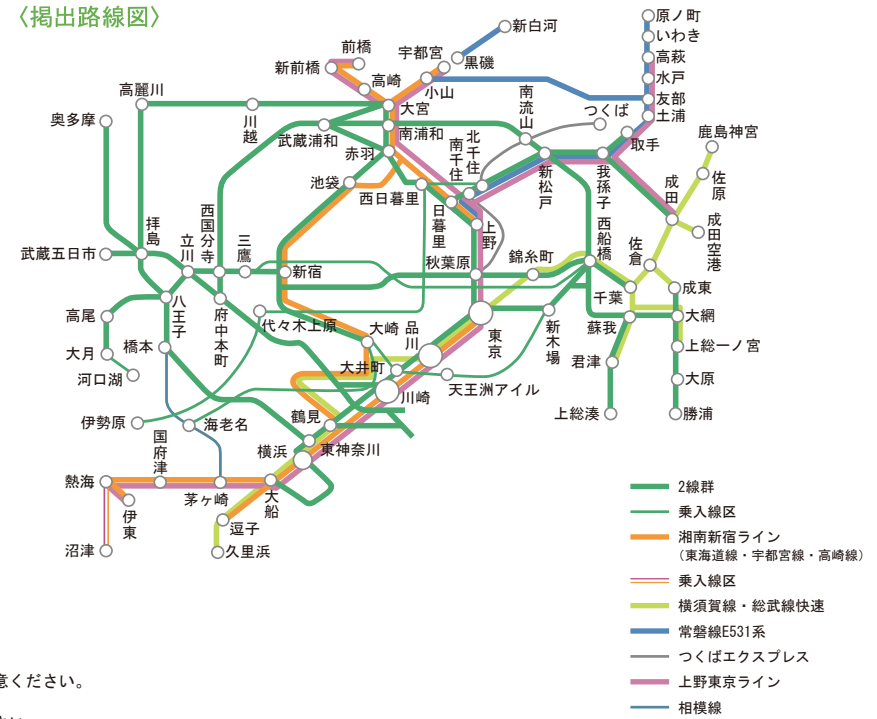 〈掲出路線図〉
原ノ町
新白河
いわき
前橋
宇都宮
新前橋
黒磯
高萩
高崎
小山
水戸
高麗川
大宮
南流山
つくば
友部
奥多摩
川越
土浦
武蔵浦和
南浦和
北千住
南千住
取手
鹿島神宮
赤羽
新松戸
我孫子
池袋
西日暮里
成田
佐原
日暮里
上野
西船橋
成田空港
拝島
立川
西国分寺
三鷹
武蔵五日市
新宿
秋葉原
錦糸町
佐倉
成東
千葉
八王子
府中本町
代々木上原
東京
新木場
蘇我
大網
高尾
大崎
品川
橋本
大井町
君津
上総一ノ宮
大月
河口湖
天王洲アイル
大原
川崎
伊勢原
海老名
鶴見
上総湊
勝浦
国府津
横浜
東神奈川
熱海
茅ヶ崎
大船
伊東
逗子
沼津
久里浜
2線群
乗入線区
湘南新宿ライン
(東海道線・宇都宮線・高崎線)
乗入線区
横須賀線・総武線快速
常磐線E531系
つくばエクスプレス
上野東京ライン
相模線
意ください。